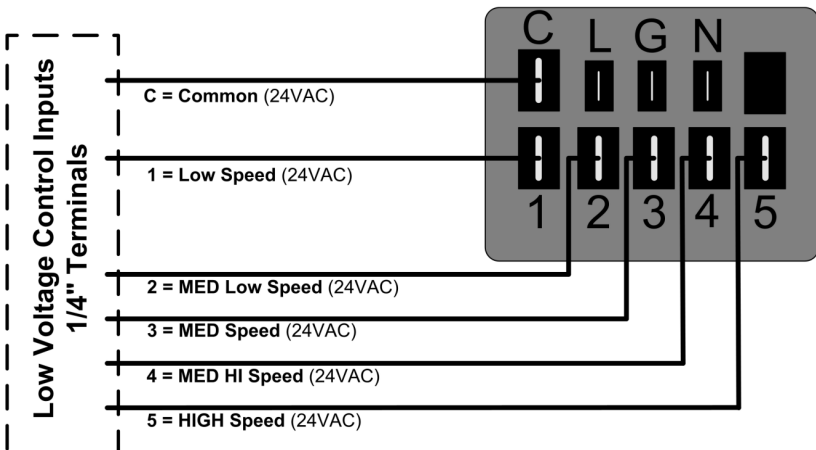 Low Voltage Control Inputs
1/4" Terminals
C L G N
C = Common (24VAC)
1 = Low Speed (24VAC)
1 2 3 4 5
2 = MED Low Speed (24VAC)
3 = MED Speed (24VAC)
4 = MED HI Speed (24VAC)
5 = HIGH Speed (24VAC)